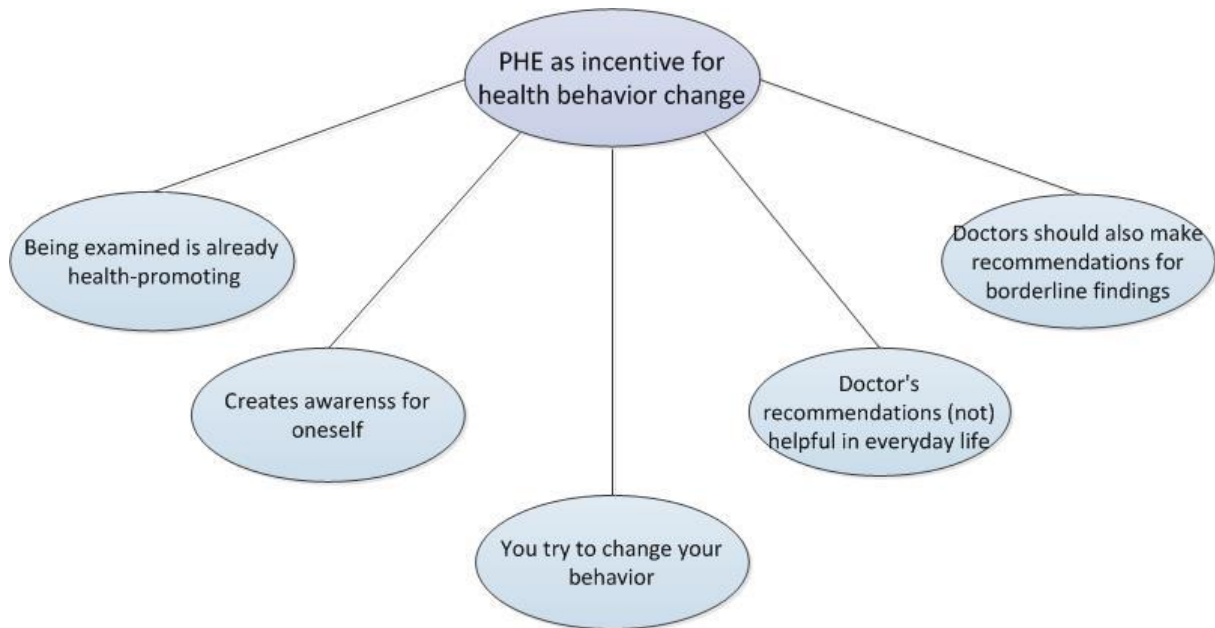 PHE as incentive for
health behavior change
Being examined is already
health-promoting
Doctors should also make
recommendations for
borderline findings
Creates awarenss for
oneself
Doctor's
recommendations (not)
helpful in everyday life
You try to change your
behavior